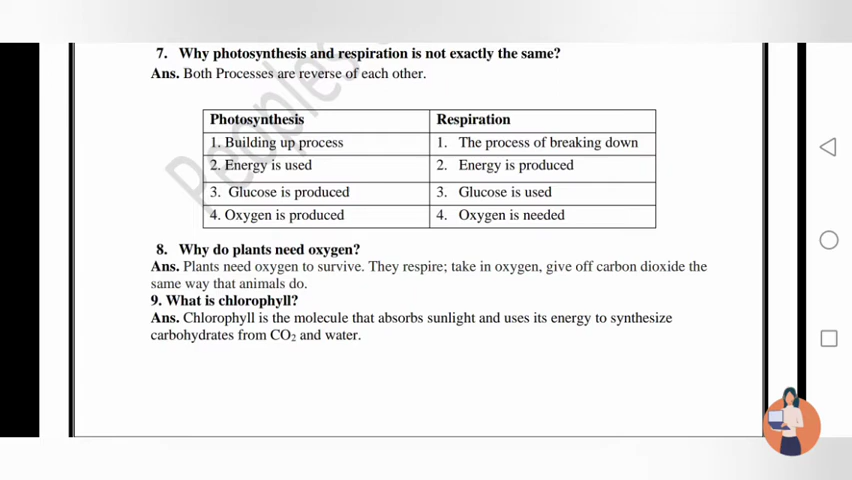 7. Why photosynthesis and respiration is not exactly the same?
Ans. Both Processes are reverse of each other.
Photosynthesis Respiration
1. Building up process 1. The process of breaking down
2. Energy is used 2. Energy is produced
3. Glucose is produced 3. Glucose is used
4. Oxygen is produced 4. Oxygen is needed
8. Why do plants need oxygen?
Ans. Plants need oxygen to survive. They respire; take in oxygen, give off carbon dioxide the
same way that animals do.
9. What is chlorophyll?
Ans. Chlorophyll is the molecule that absorbs sunlight and uses its energy to synthesize
carbohydrates from CO₂ and water.
Peoples